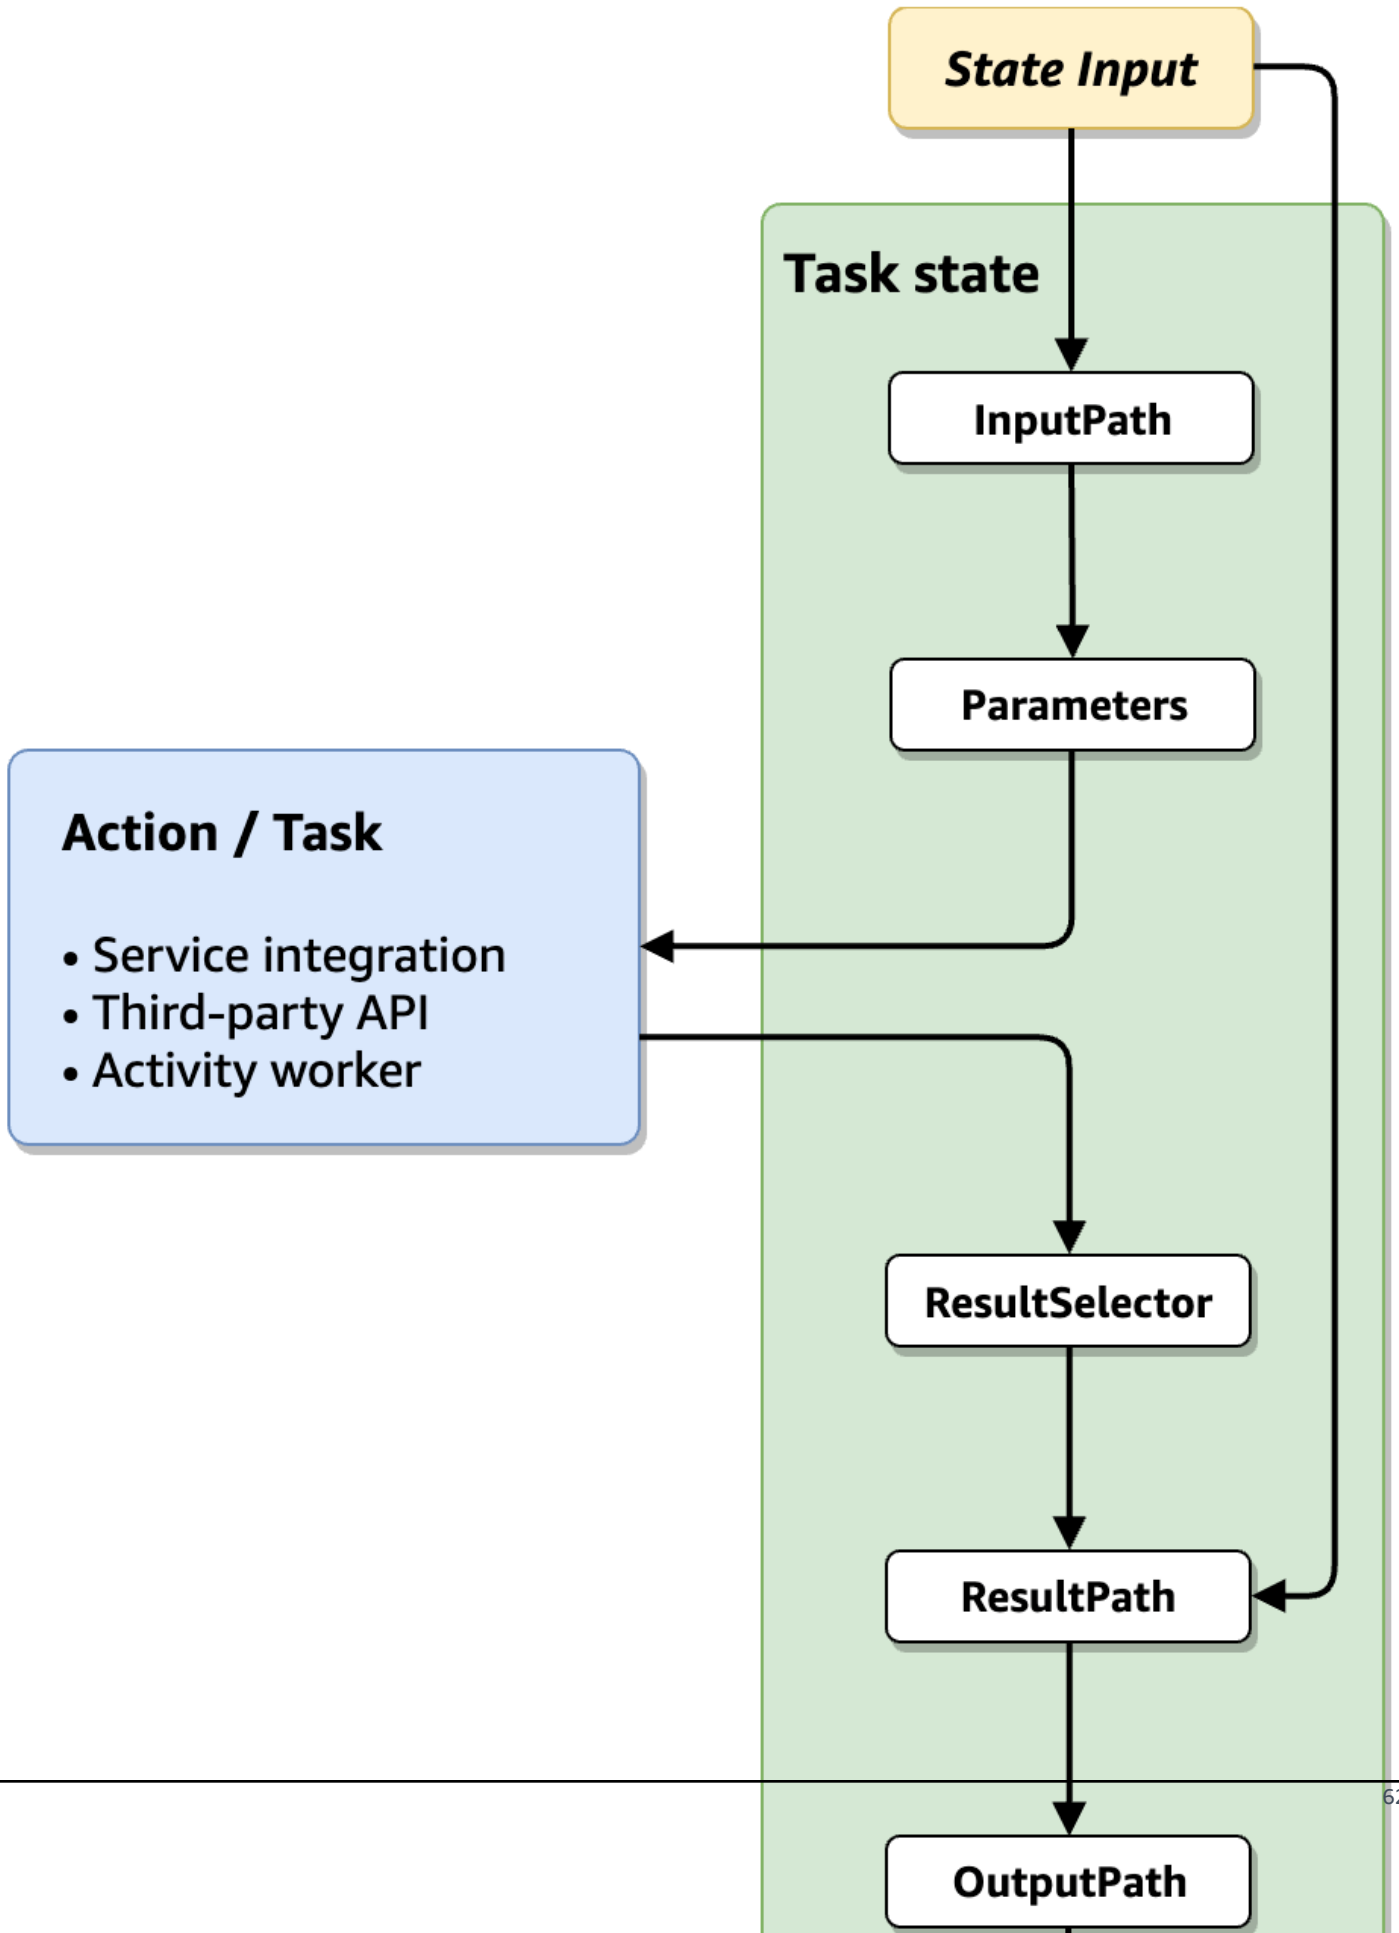 State Input
Task state
InputPath
Parameters
Action / Task
• Service integration
• Third-party API
• Activity worker
ResultSelector
ResultPath
OutputPath